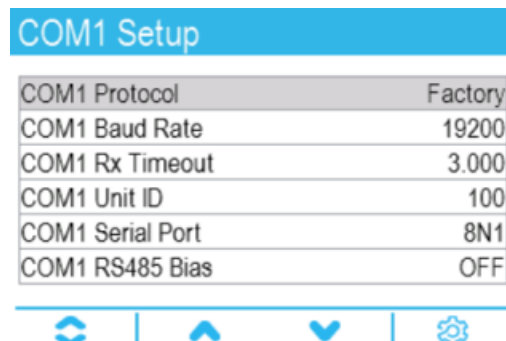 COM1 Setup
COM1 Protocol Factory
COM1 Baud Rate 19200
COM1 Rx Timeout 3.000
COM1 Unit ID 100
COM1 Serial Port 8N1
COM1 RS485 Bias OFF